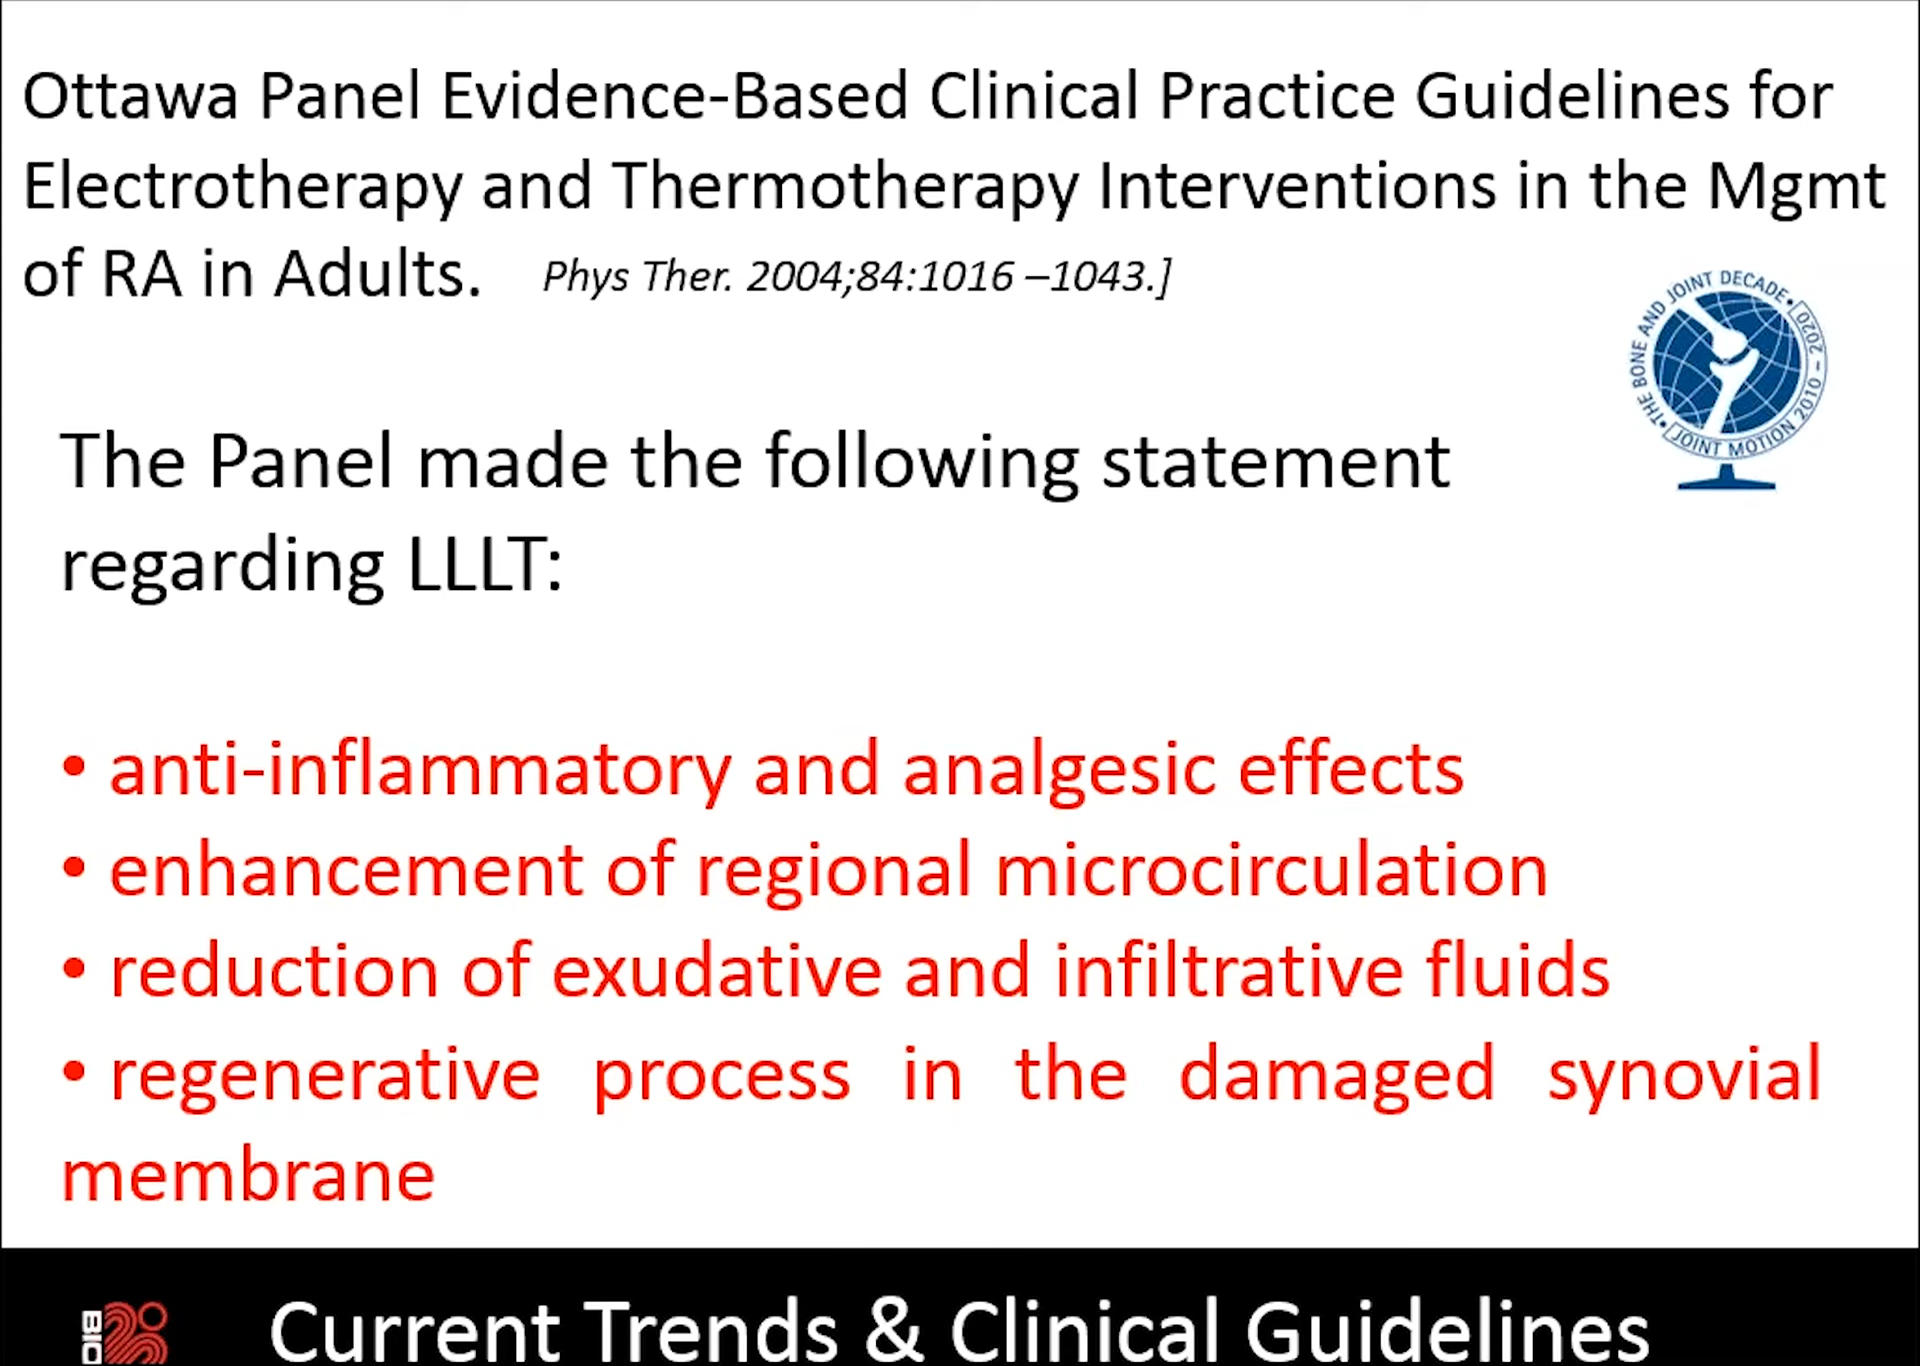 Ottawa Panel Evidence-Based Clinical Practice Guidelines for
Electrotherapy and Thermotherapy Interventions in the Mgmt
of RA in Adults. Phys Ther. 2004;84:1016 –1043.]
• THE BONE AND JOINT DECADE •
JOINT MOTION 2010 – 2020
The Panel made the following statement
regarding LLLT:
• anti-inflammatory and analgesic effects
• enhancement of regional microcirculation
• reduction of exudative and infiltrative fluids
• regenerative process in the damaged synovial
membrane
BIO
Current Trends & Clinical Guidelines